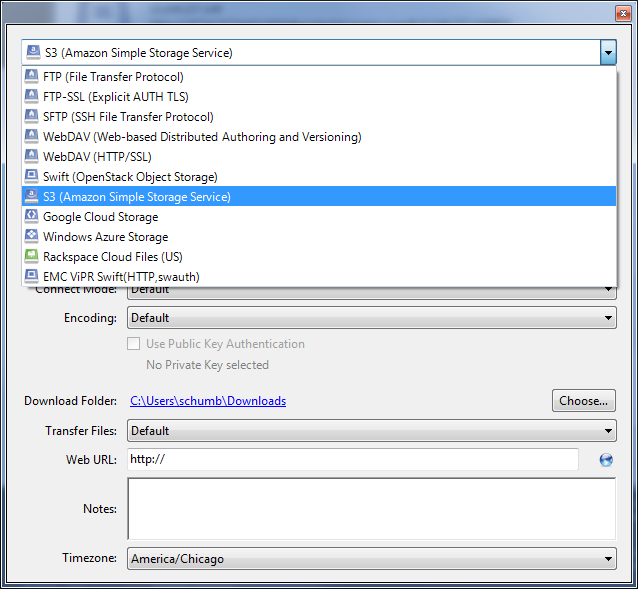 S3 (Amazon Simple Storage Service)
FTP (File Transfer Protocol)
FTP-SSL (Explicit AUTH TLS)
SFTP (SSH File Transfer Protocol)
WebDAV (Web-based Distributed Authoring and Versioning)
WebDAV (HTTP/SSL)
Swift (OpenStack Object Storage)
S3 (Amazon Simple Storage Service)
Google Cloud Storage
Windows Azure Storage
Rackspace Cloud Files (US)
EMC ViPR Swift(HTTP,swauth)
Connect Mode: Default
Encoding: Default
Use Public Key Authentication
No Private Key selected
Download Folder: C:\Users\schumb\Downloads Choose...
Transfer Files: Default
Web URL: http://
Notes:
Timezone: America/Chicago